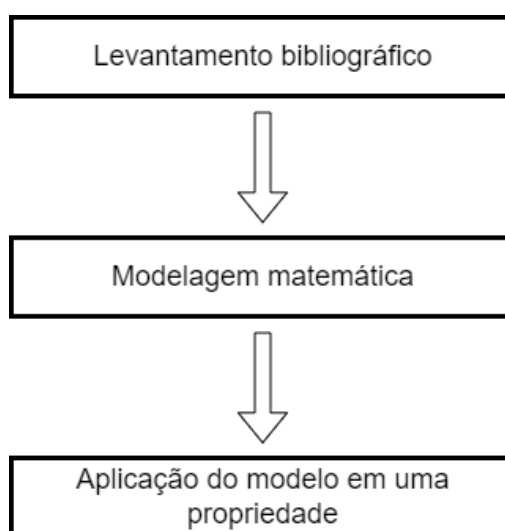 Levantamento bibliográfico
Modelagem matemática
Aplicação do modelo em uma
propriedade